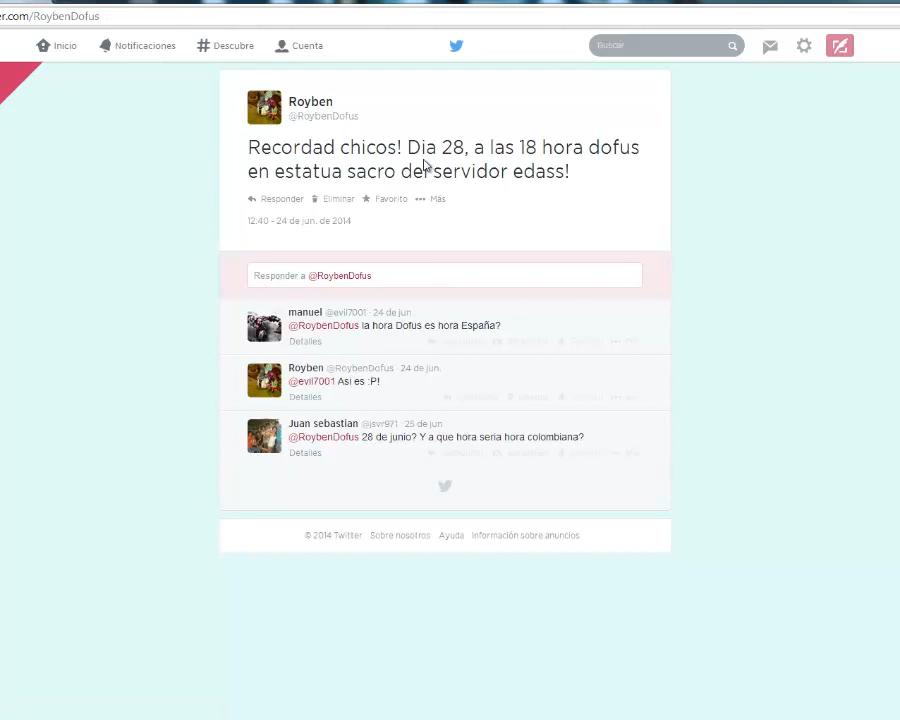 er.com/RoybenDofus
Inicio Notificaciones Descubre Cuenta Buscar
Royben
@RoybenDofus
Recordad chicos! Dia 28, a las 18 hora dofus
en estatua sacro del servidor edass!
Responder Eliminar Favorito Más
12:40 - 24 de jun. de 2014
Responder a @RoybenDofus
manuel @evil7001 · 24 de jun
@RoybenDofus la hora Dofus es hora España?
Detalles
Royben @RoybenDofus · 24 de jun.
@evil7001 Asi es :P!
Detalles
Juan sebastian @jsvr971 · 25 de jun
@RoybenDofus 28 de junio? Y a que hora seria hora colombiana?
Detalles
© 2014 Twitter Sobre nosotros Ayuda Información sobre anuncios